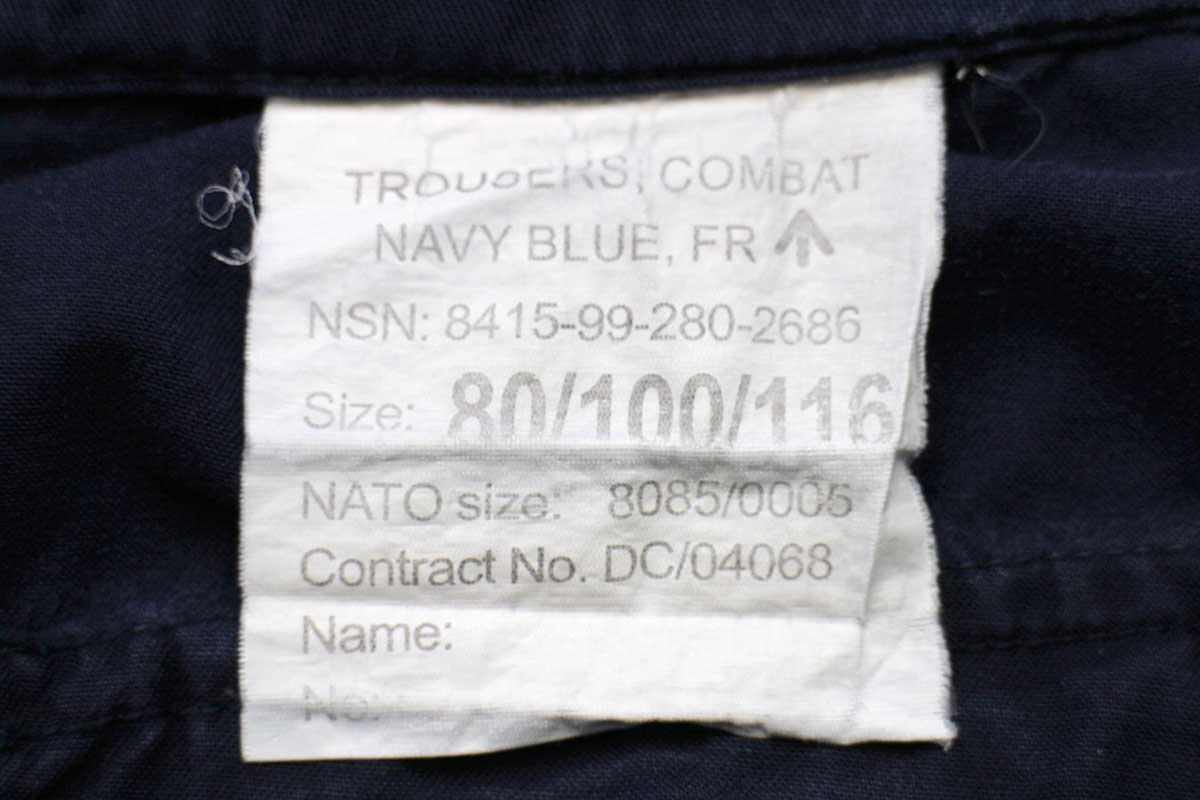 TROUSERS, COMBAT
NAVY BLUE, FR
NSN: 8415-99-280-2686
Size: 80/100/116
NATO size: 8085/0005
Contract No. DC/04068
Name:
No: